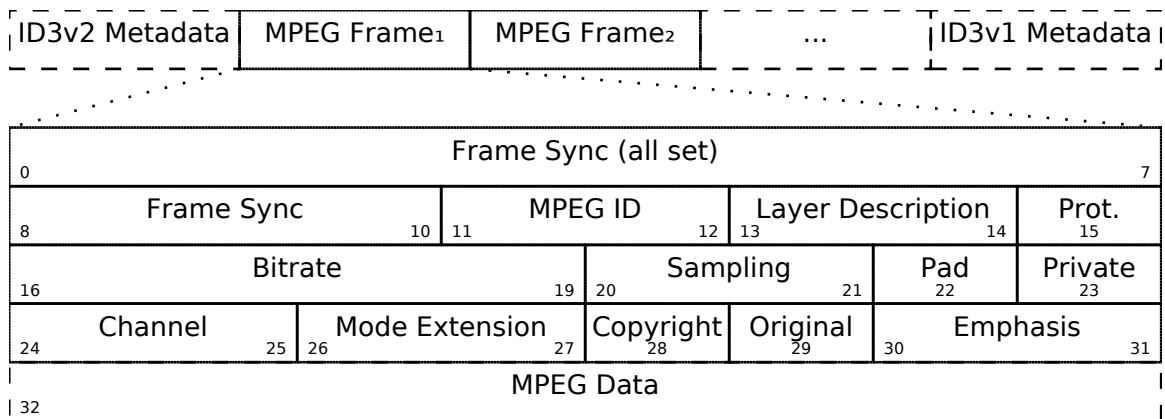 ID3v2 Metadata MPEG Frame₁ MPEG Frame₂ ... ID3v1 Metadata
Frame Sync (all set)
0 7
Frame Sync MPEG ID Layer Description Prot.
8 10 11 12 13 14 15
Bitrate Sampling Pad Private
16 19 20 21 22 23
Channel Mode Extension Copyright Original Emphasis
24 25 26 27 28 29 30 31
MPEG Data
32